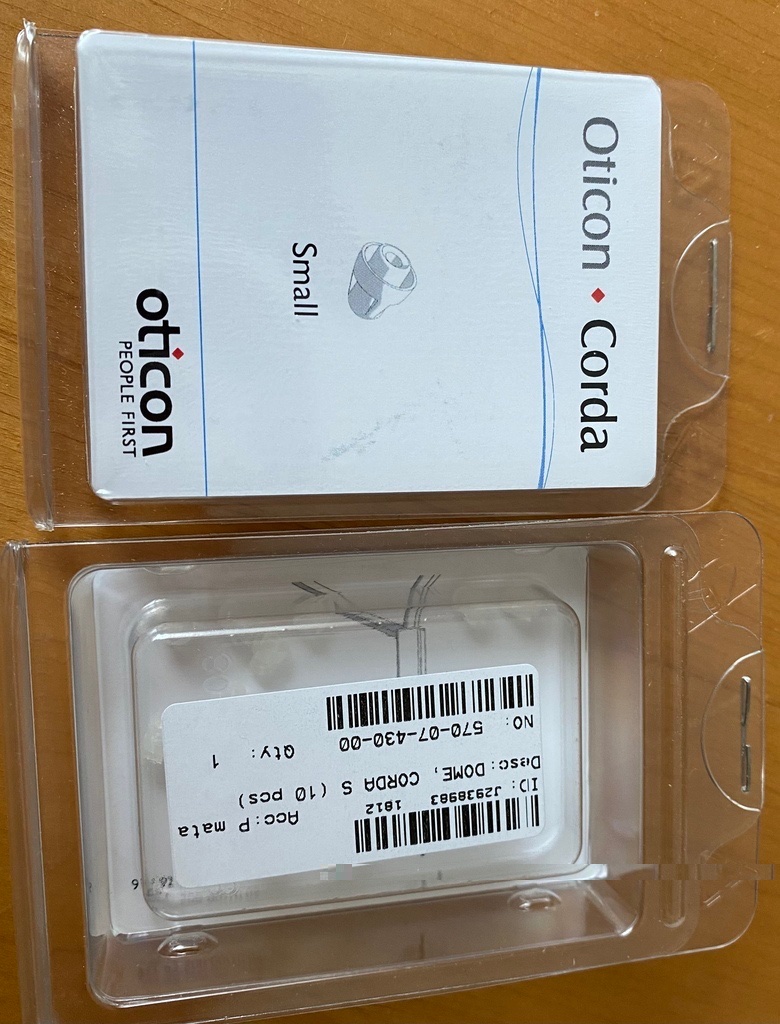 Oticon • Corda
Small
oticon
PEOPLE FIRST
NO: 570-07-430-00
Qty: 1
Desc: DOME, CORDA S (10 pcs)
ID: J2938983 1812
Acc:P mata